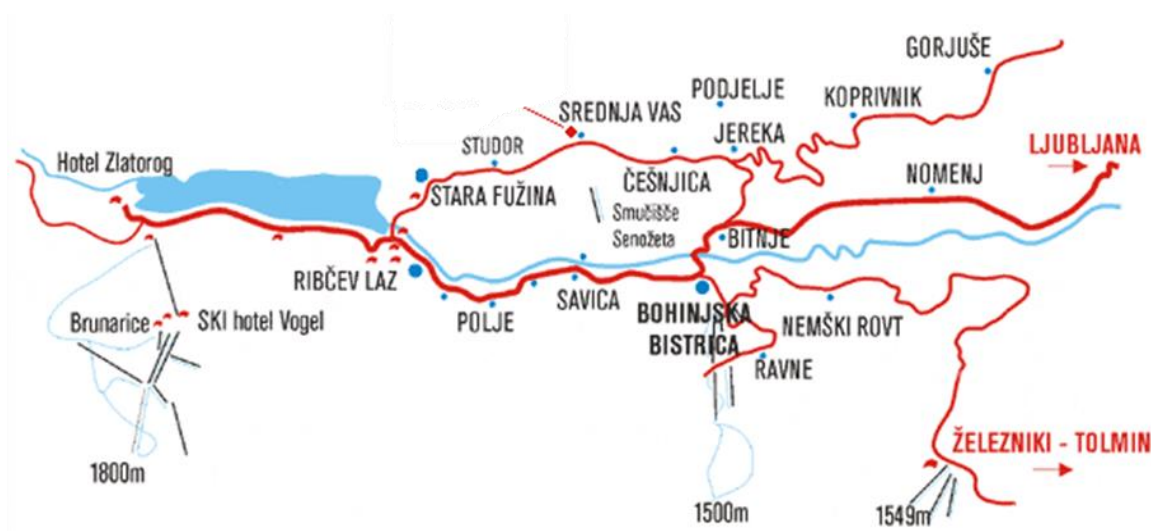 GORJUŠE
PODJELJE
KOPRIVNIK
SREDNJA VAS
JEREKA
LJUBLJANA
STUDOR
Hotel Zlatorog
NOMENJ
ČEŠNJICA
STARA FUŽINA
Smučišče
Senožeta
BITNJE
RIBČEV LAZ
SAVICA
POLJE
BOHINJSKA
BISTRICA
NEMŠKI ROVT
Brunarice
SKI hotel Vogel
RAVNE
ŽELEZNIKI - TOLMIN
1800m
1500m
1549m